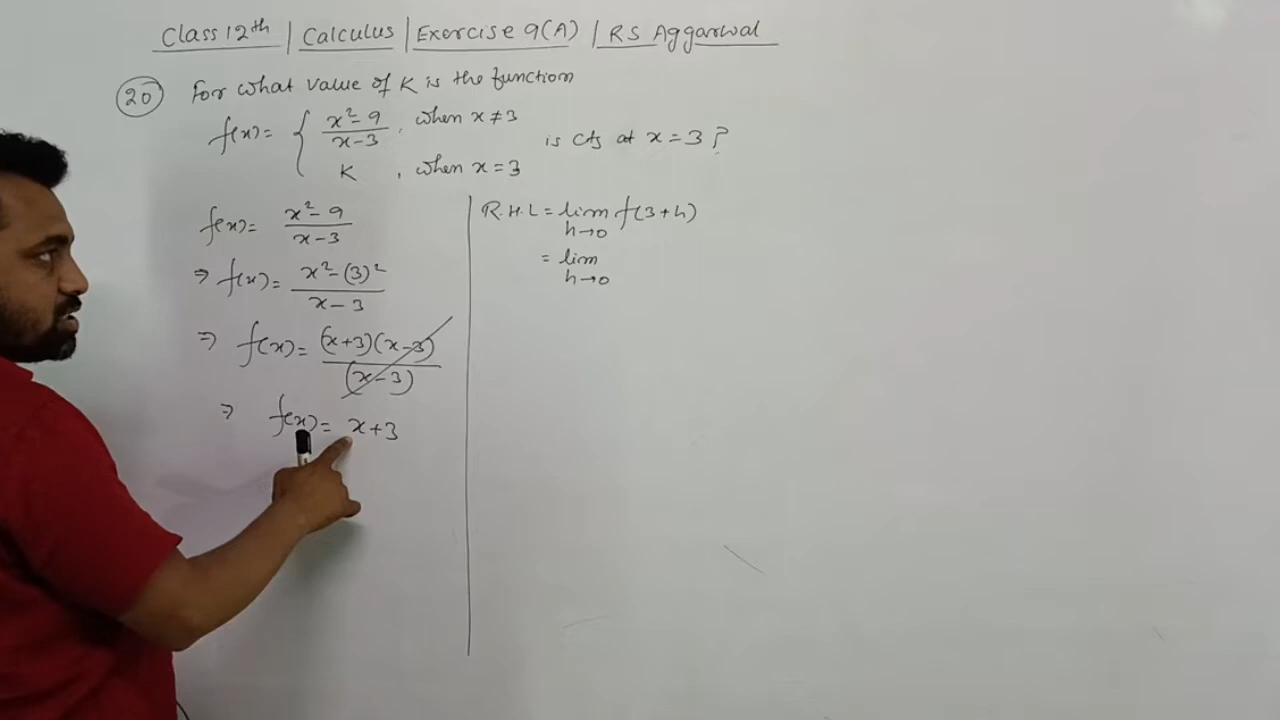 Class 12th | Calculus | Exercise 9(A) | RS Aggarwal
(20) For what value of K is the function
f(x) = { x² - 9 / x - 3 , when x ≠ 3
K , when x = 3
is cts at x = 3 ?
f(x) = x² - 9 / x - 3
⇒ f(x) = x² - (3)² / x - 3
⇒ f(x) = (x+3)(x-3) / (x-3)
⇒ f(x) = x+3
R.H.L = lim h→0 f(3+h)
= lim h→0